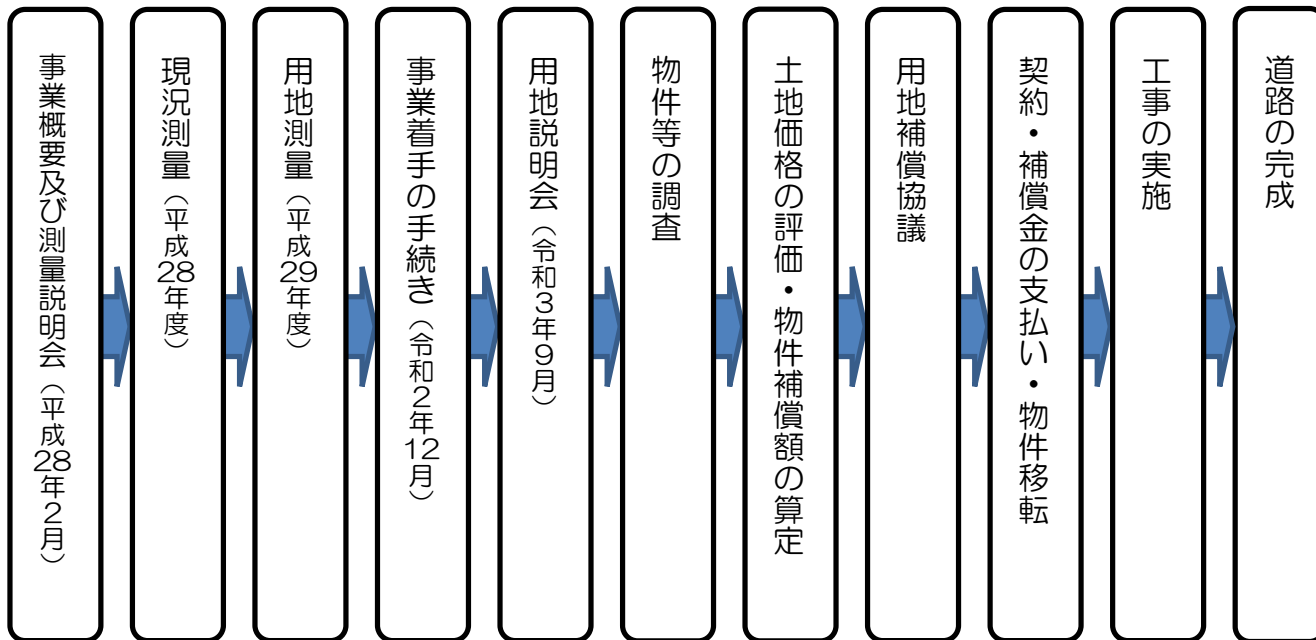 事業概要及び測量説明会（平成28年2月）
現況測量（平成28年度）
用地測量（平成29年度）
事業着手の手続き（令和2年12月）
用地説明会（令和3年9月）
物件等の調査
土地価格の評価・物件補償額の算定
用地補償協議
契約・補償金の支払い・物件移転
工事の実施
道路の完成